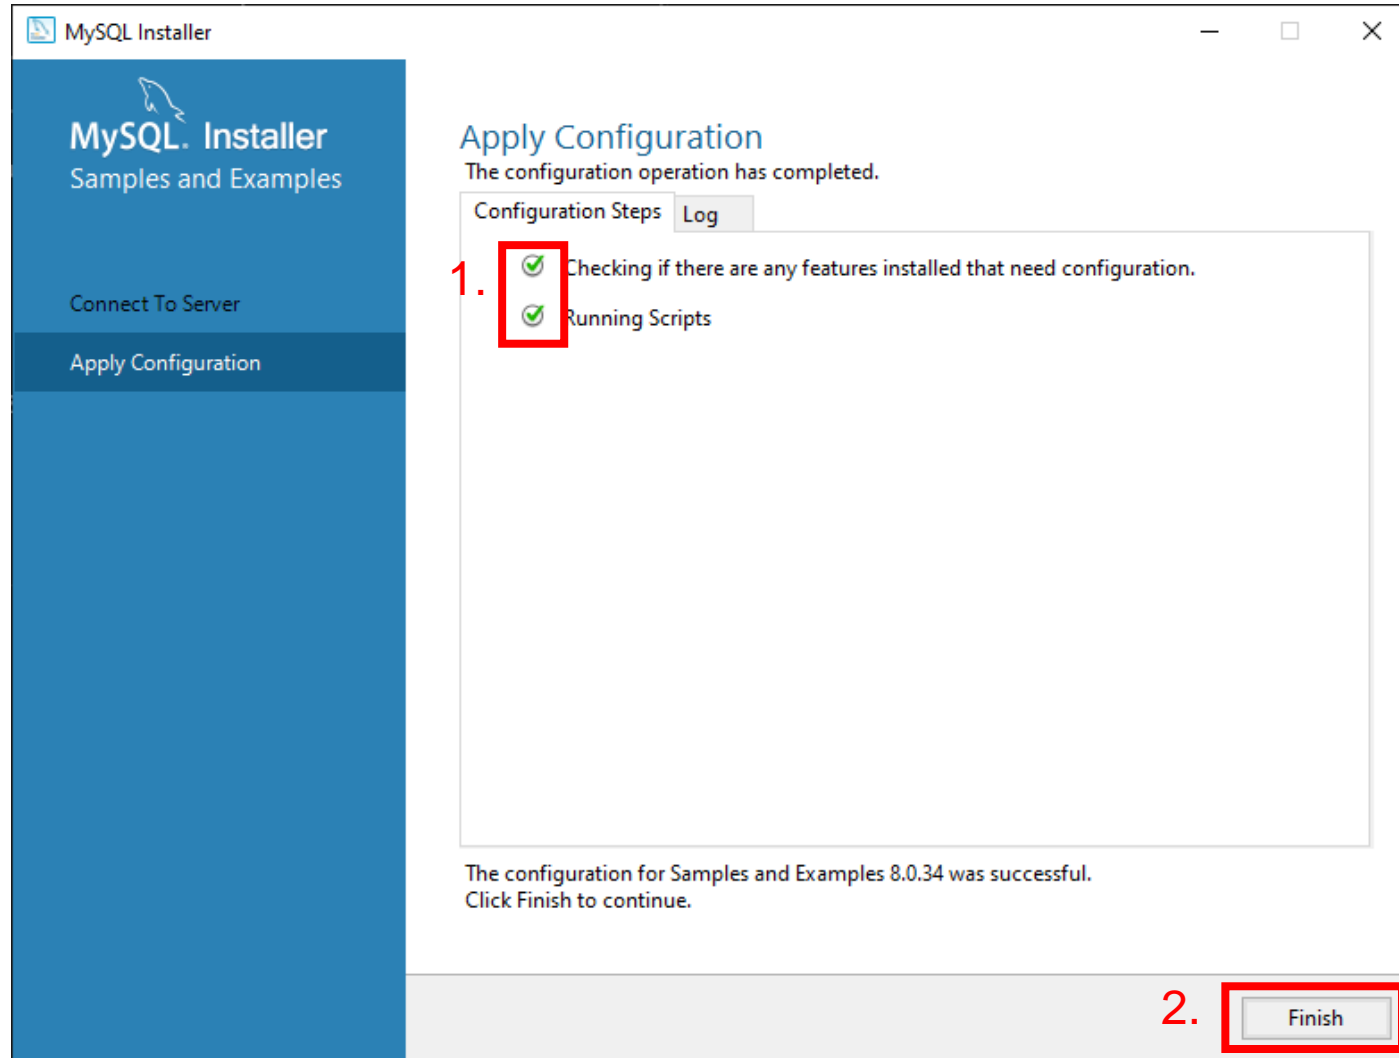 MySQL Installer
MySQL. Installer
Samples and Examples
Connect To Server
Apply Configuration
Apply Configuration
The configuration operation has completed.
Configuration Steps Log
1.
Checking if there are any features installed that need configuration.
Running Scripts
The configuration for Samples and Examples 8.0.34 was successful.
Click Finish to continue.
2.
Finish